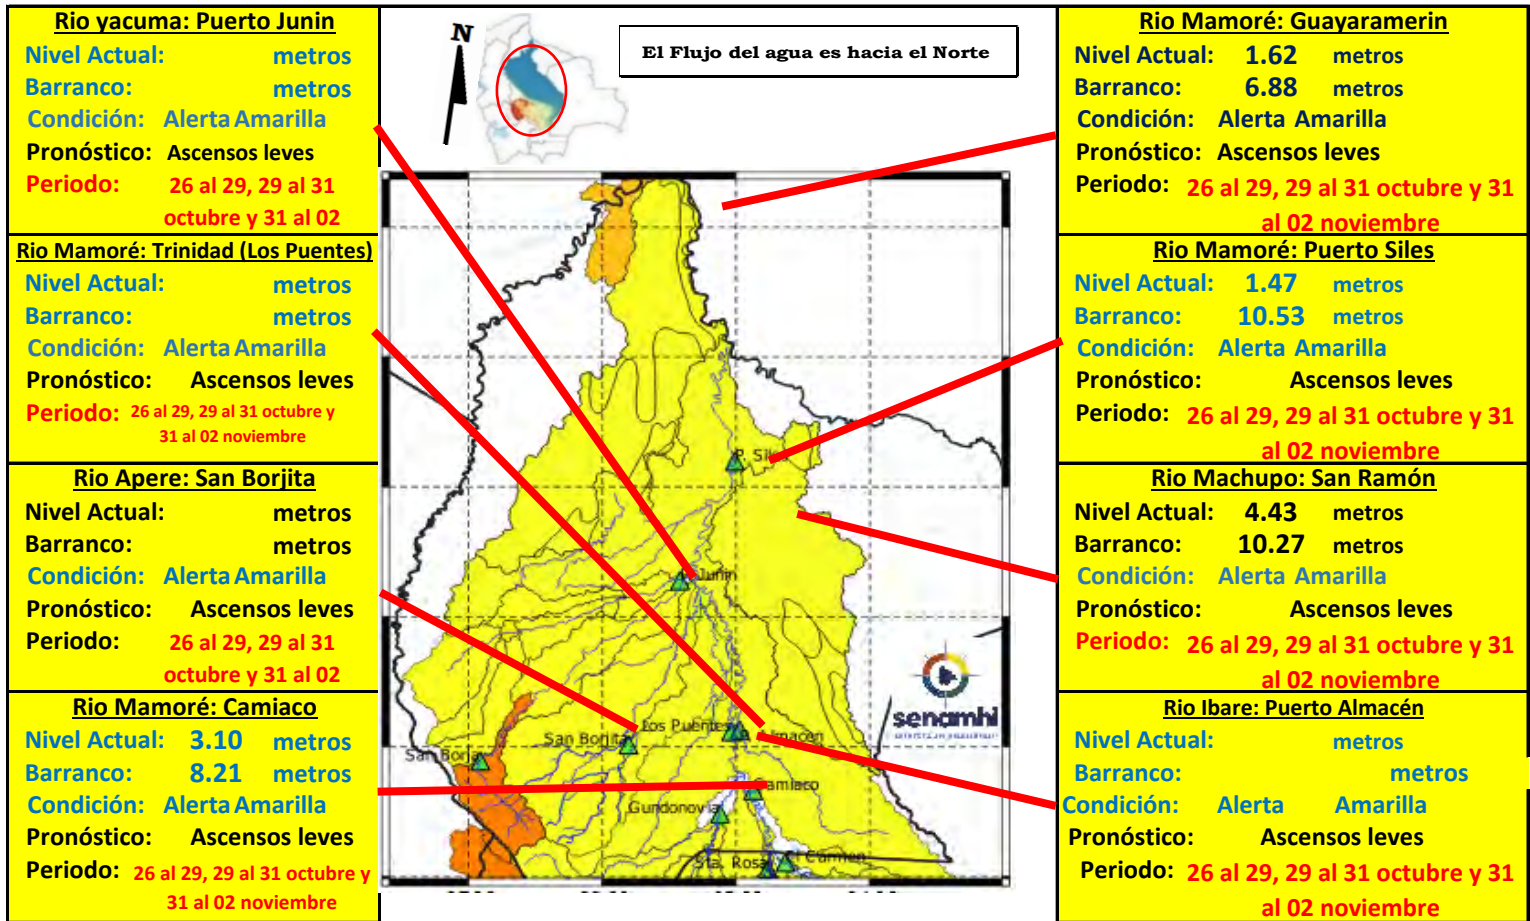 Rio yacuma: Puerto Junin
Nivel Actual: metros
Barranco: metros
Condición: Alerta Amarilla
Pronóstico: Ascensos leves
Periodo: 26 al 29, 29 al 31
octubre y 31 al 02
Rio Mamoré: Trinidad (Los Puentes)
Nivel Actual: metros
Barranco: metros
Condición: Alerta Amarilla
Pronóstico: Ascensos leves
Periodo: 26 al 29, 29 al 31 octubre y
31 al 02 noviembre
Rio Apere: San Borjita
Nivel Actual: metros
Barranco: metros
Condición: Alerta Amarilla
Pronóstico: Ascensos leves
Periodo: 26 al 29, 29 al 31
octubre y 31 al 02
Rio Mamoré: Camiaco
Nivel Actual: 3.10 metros
Barranco: 8.21 metros
Condición: Alerta Amarilla
Pronóstico: Ascensos leves
Periodo: 26 al 29, 29 al 31 octubre y
31 al 02 noviembre
N
El Flujo del agua es hacia el Norte
P. Siles
Junin
Los Puentes
P. Almacen
San Borjita
San Borja
Camiaco
Gundonovia
Sta. Rosa
El Carmen
senamhi
Rio Mamoré: Guayaramerin
Nivel Actual: 1.62 metros
Barranco: 6.88 metros
Condición: Alerta Amarilla
Pronóstico: Ascensos leves
Periodo: 26 al 29, 29 al 31 octubre y 31
al 02 noviembre
Rio Mamoré: Puerto Siles
Nivel Actual: 1.47 metros
Barranco: 10.53 metros
Condición: Alerta Amarilla
Pronóstico: Ascensos leves
Periodo: 26 al 29, 29 al 31 octubre y 31
al 02 noviembre
Rio Machupo: San Ramón
Nivel Actual: 4.43 metros
Barranco: 10.27 metros
Condición: Alerta Amarilla
Pronóstico: Ascensos leves
Periodo: 26 al 29, 29 al 31 octubre y 31
al 02 noviembre
Rio Ibare: Puerto Almacén
Nivel Actual: metros
Barranco: metros
Condición: Alerta Amarilla
Pronóstico: Ascensos leves
Periodo: 26 al 29, 29 al 31 octubre y 31
al 02 noviembre